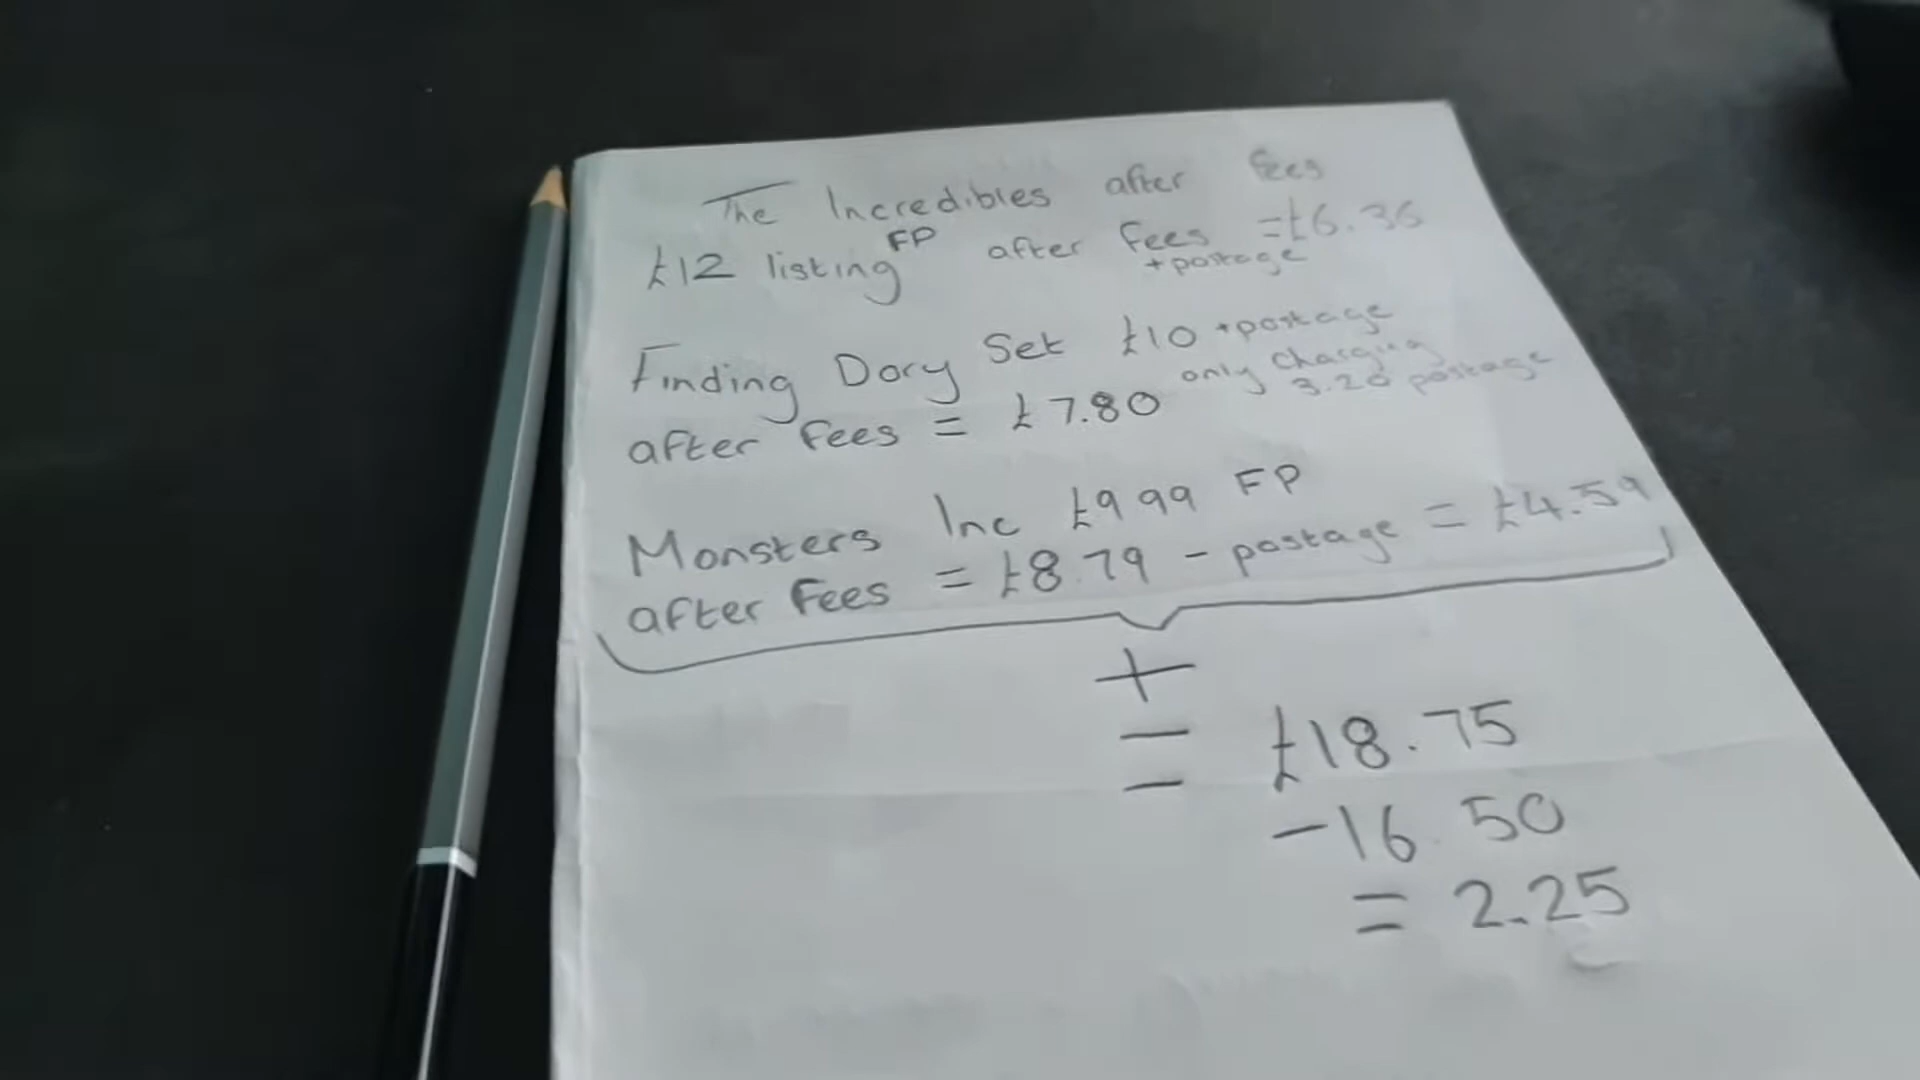 The Incredibles after fees
£12 listing FP after fees =£6.36
+postage
Finding Dory Set £10 +postage
only charging
3.20 postage
after fees = £7.80
Monsters Inc £9.99 FP
after fees = £8.79 - postage = £4.59
+
= £18.75
-16.50
= 2.25